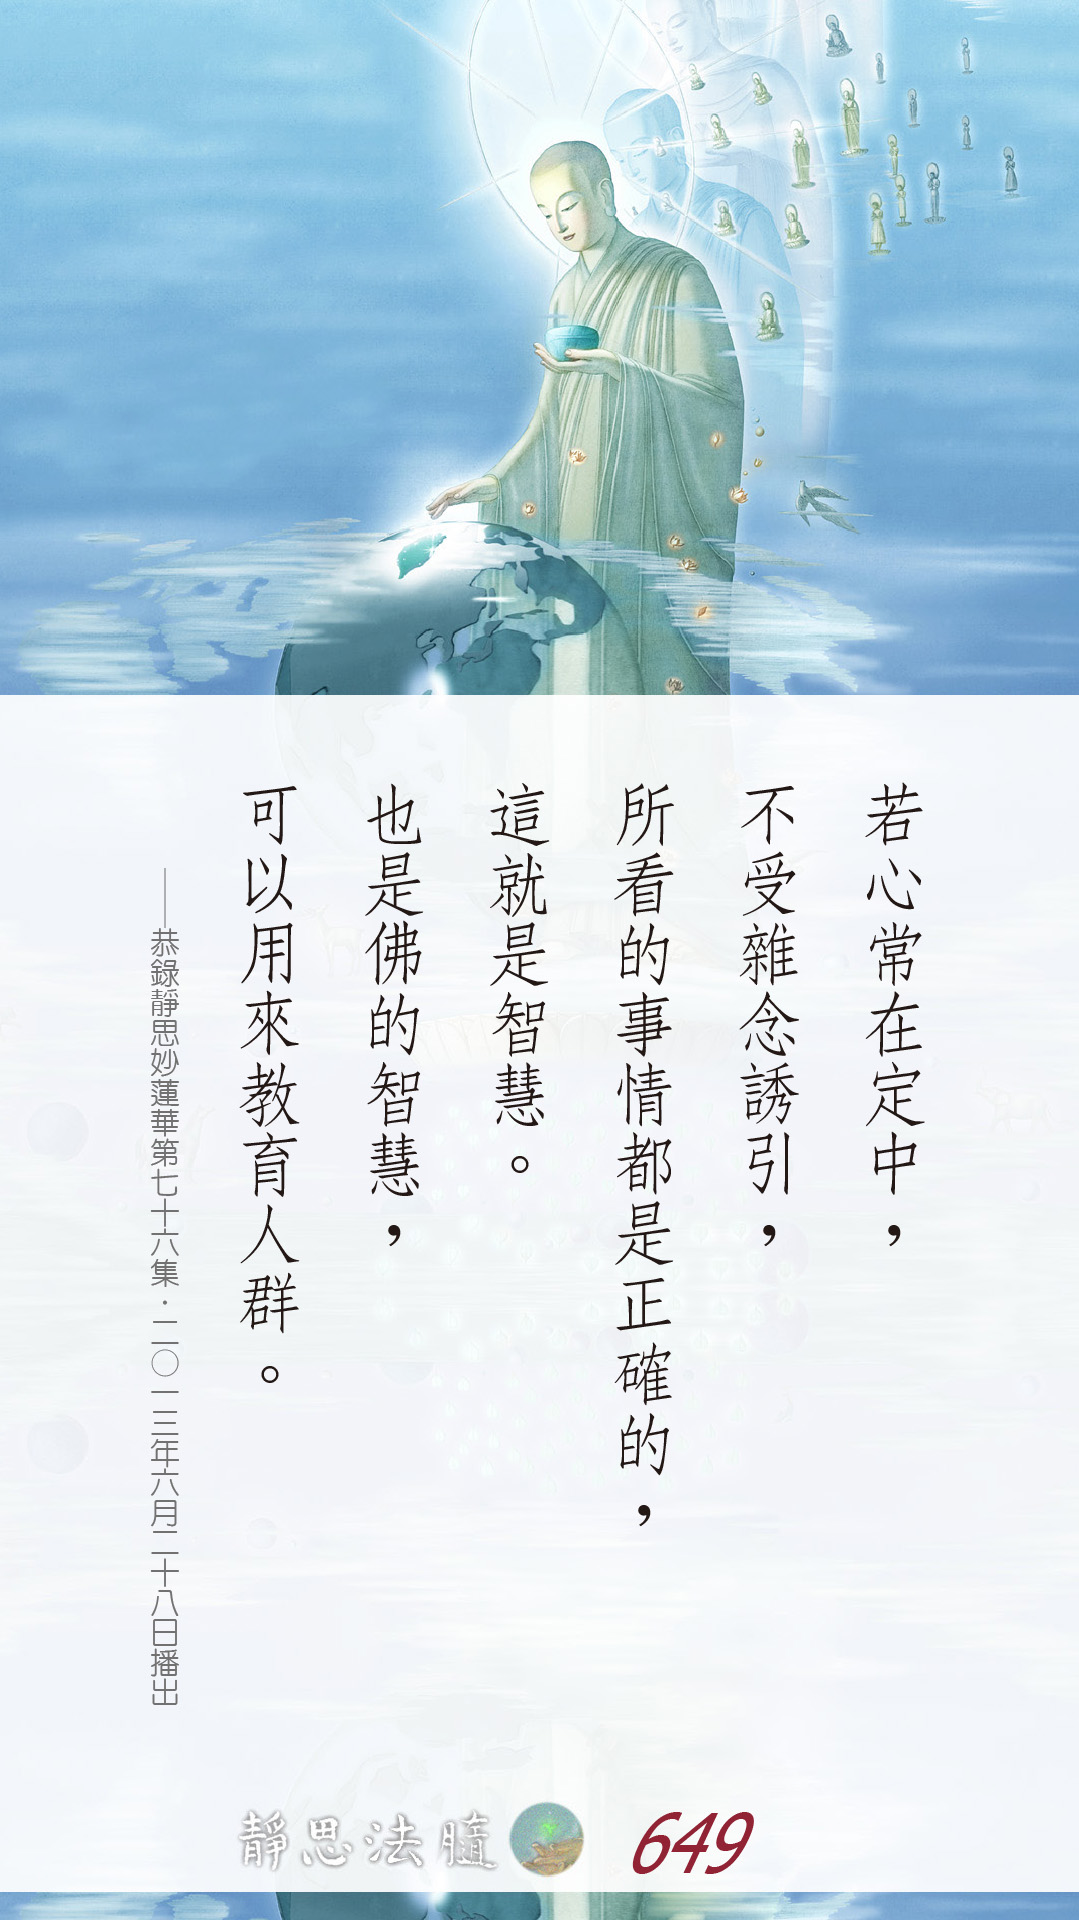 若心常在定中，
不受雜念誘引，
所看的事情都是正確的，
這就是智慧。
也是佛的智慧，
可以用來教育人群。
——恭錄靜思妙蓮華第七十六集．二〇一三年六月二十八日播出
靜思法髓
649